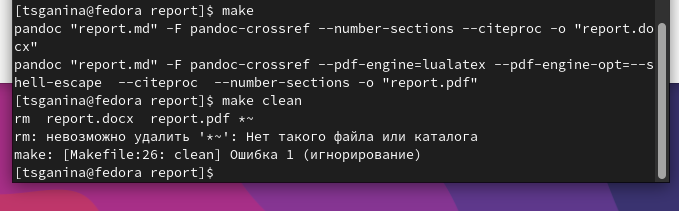 [tsganina@fedora report]$ make
pandoc "report.md" -F pandoc-crossref --number-sections --citeproc -o "report.do
cx"
pandoc "report.md" -F pandoc-crossref --pdf-engine=lualatex --pdf-engine-opt=--s
hell-escape  --citeproc  --number-sections -o "report.pdf"
[tsganina@fedora report]$ make clean
rm  report.docx  report.pdf *~
rm: невозможно удалить '*~': Нет такого файла или каталога
make: [Makefile:26: clean] Ошибка 1 (игнорирование)
[tsganina@fedora report]$